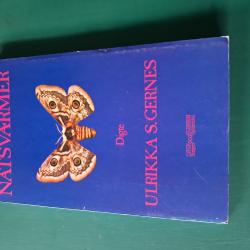 NATSVÆRMER
Digte
ULRIKKA S. GERNES